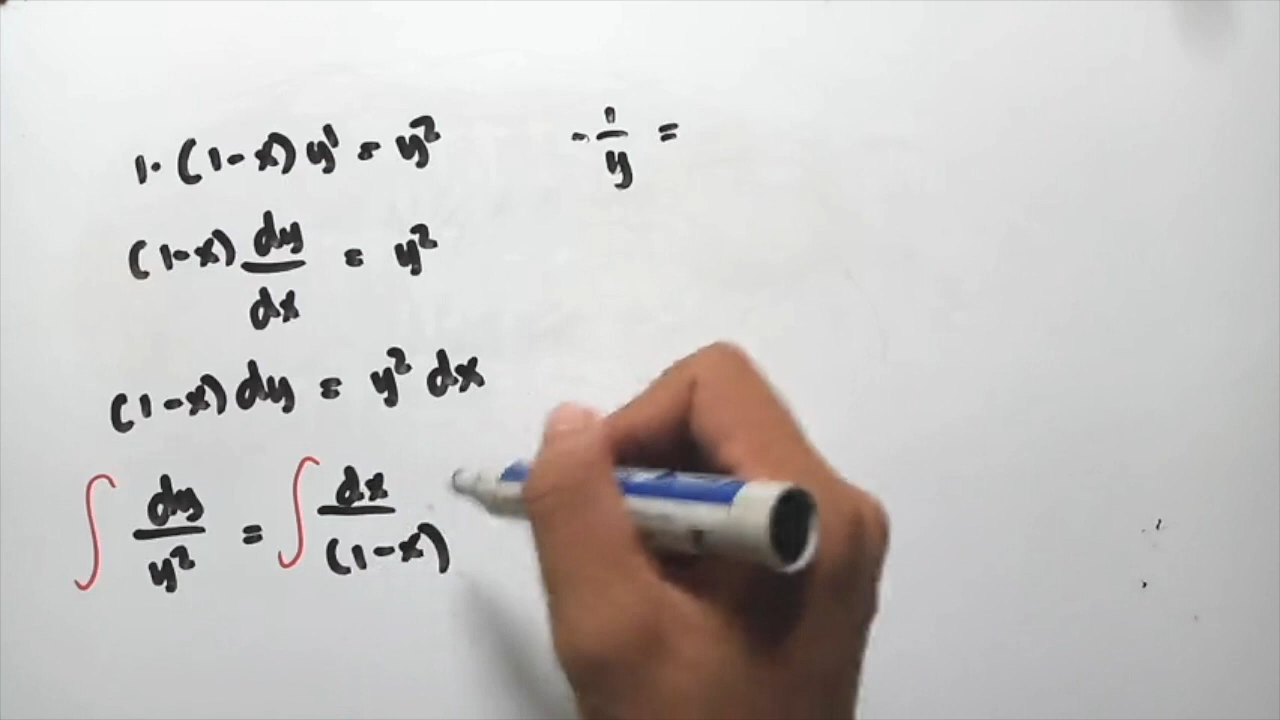 1. (1-x) y' = y²
(1-x) dy/dx = y²
(1-x) dy = y² dx
∫ dy/y² = ∫ dx/(1-x)
-1/y =